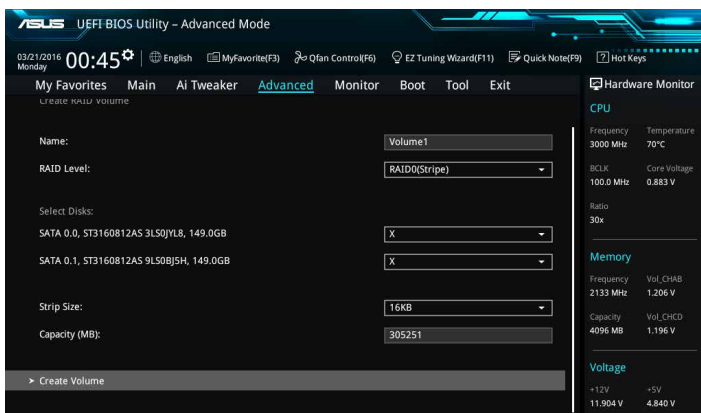 ASUS UEFI BIOS Utility – Advanced Mode
03/21/2016 Monday 00:45 English MyFavorite(F3) Qfan Control(F6) EZ Tuning Wizard(F11) Quick Note(F9) ? Hot Keys
My Favorites Main Ai Tweaker Advanced Monitor Boot Tool Exit
Create RAID Volume
Name: Volume1
RAID Level: RAID0(Stripe)
Select Disks:
SATA 0.0, ST3160812AS 3LS0JYL8, 149.0GB X
SATA 0.1, ST3160812AS 9LS0BJ5H, 149.0GB X
Strip Size: 16KB
Capacity (MB): 305251
> Create Volume
Hardware Monitor
CPU
Frequency Temperature
3000 MHz 70°C
BCLK Core Voltage
100.0 MHz 0.883 V
Ratio
30x
Memory
Frequency Vol_CHAB
2133 MHz 1.206 V
Capacity Vol_CHCD
4096 MB 1.196 V
Voltage
+12V +5V
11.904 V 4.840 V